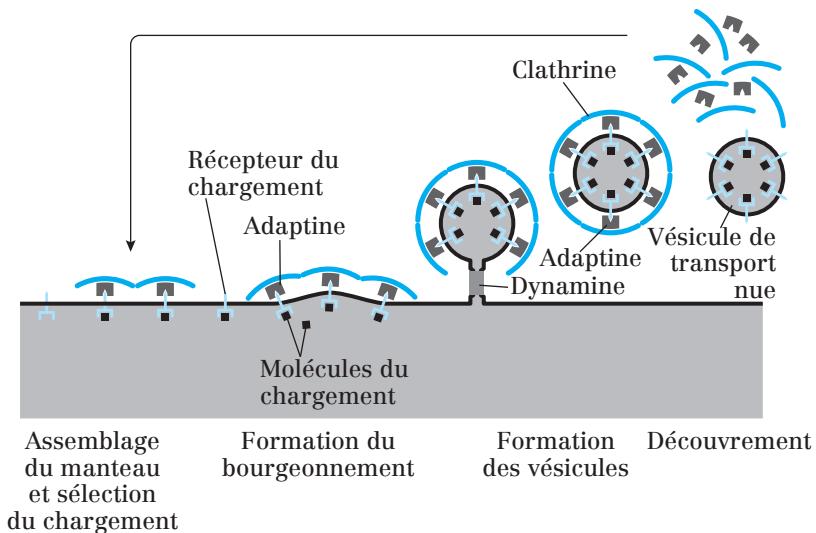 Clathrine
Récepteur du
chargement
Adaptine
Adaptine
Dynamine
Vésicule de
transport
nue
Molécules du
chargement
Assemblage
du manteau
et sélection
du chargement
Formation du
bourgeonnement
Formation
des vésicules
Découvrement